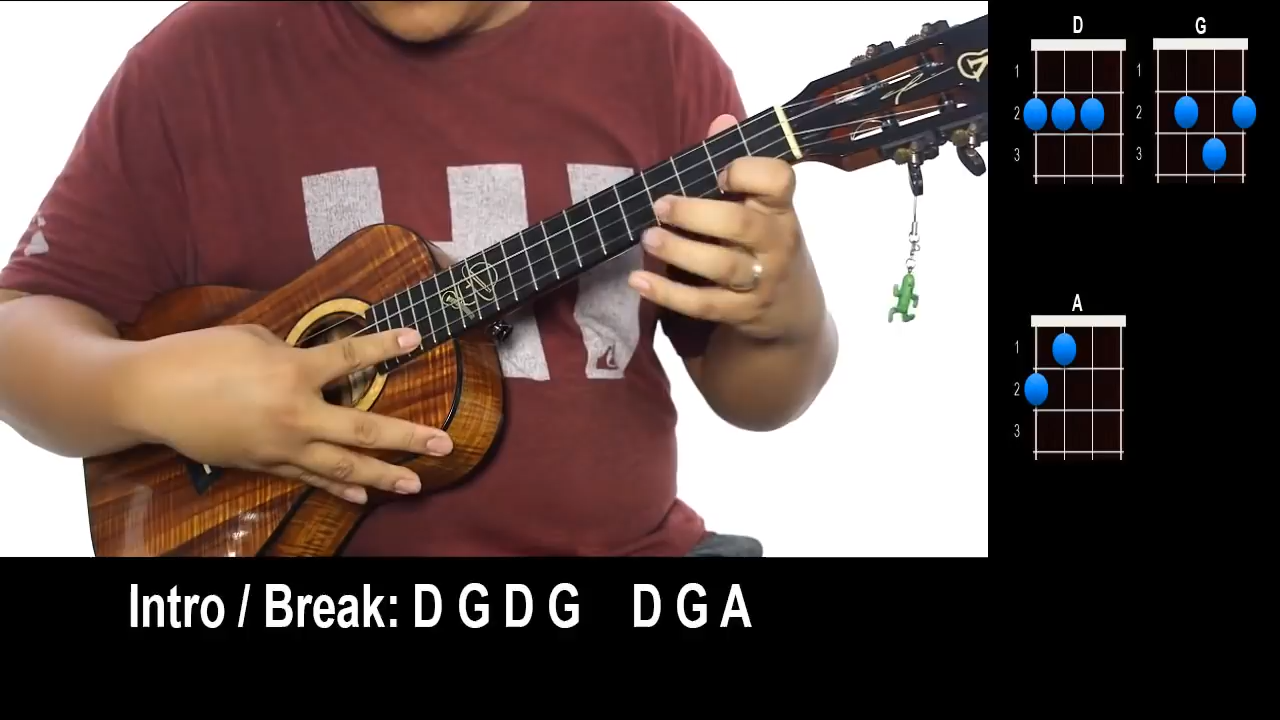 D G
1 1
2 2
3 3
A
1
2
3
H
Intro / Break: D G D G D G A